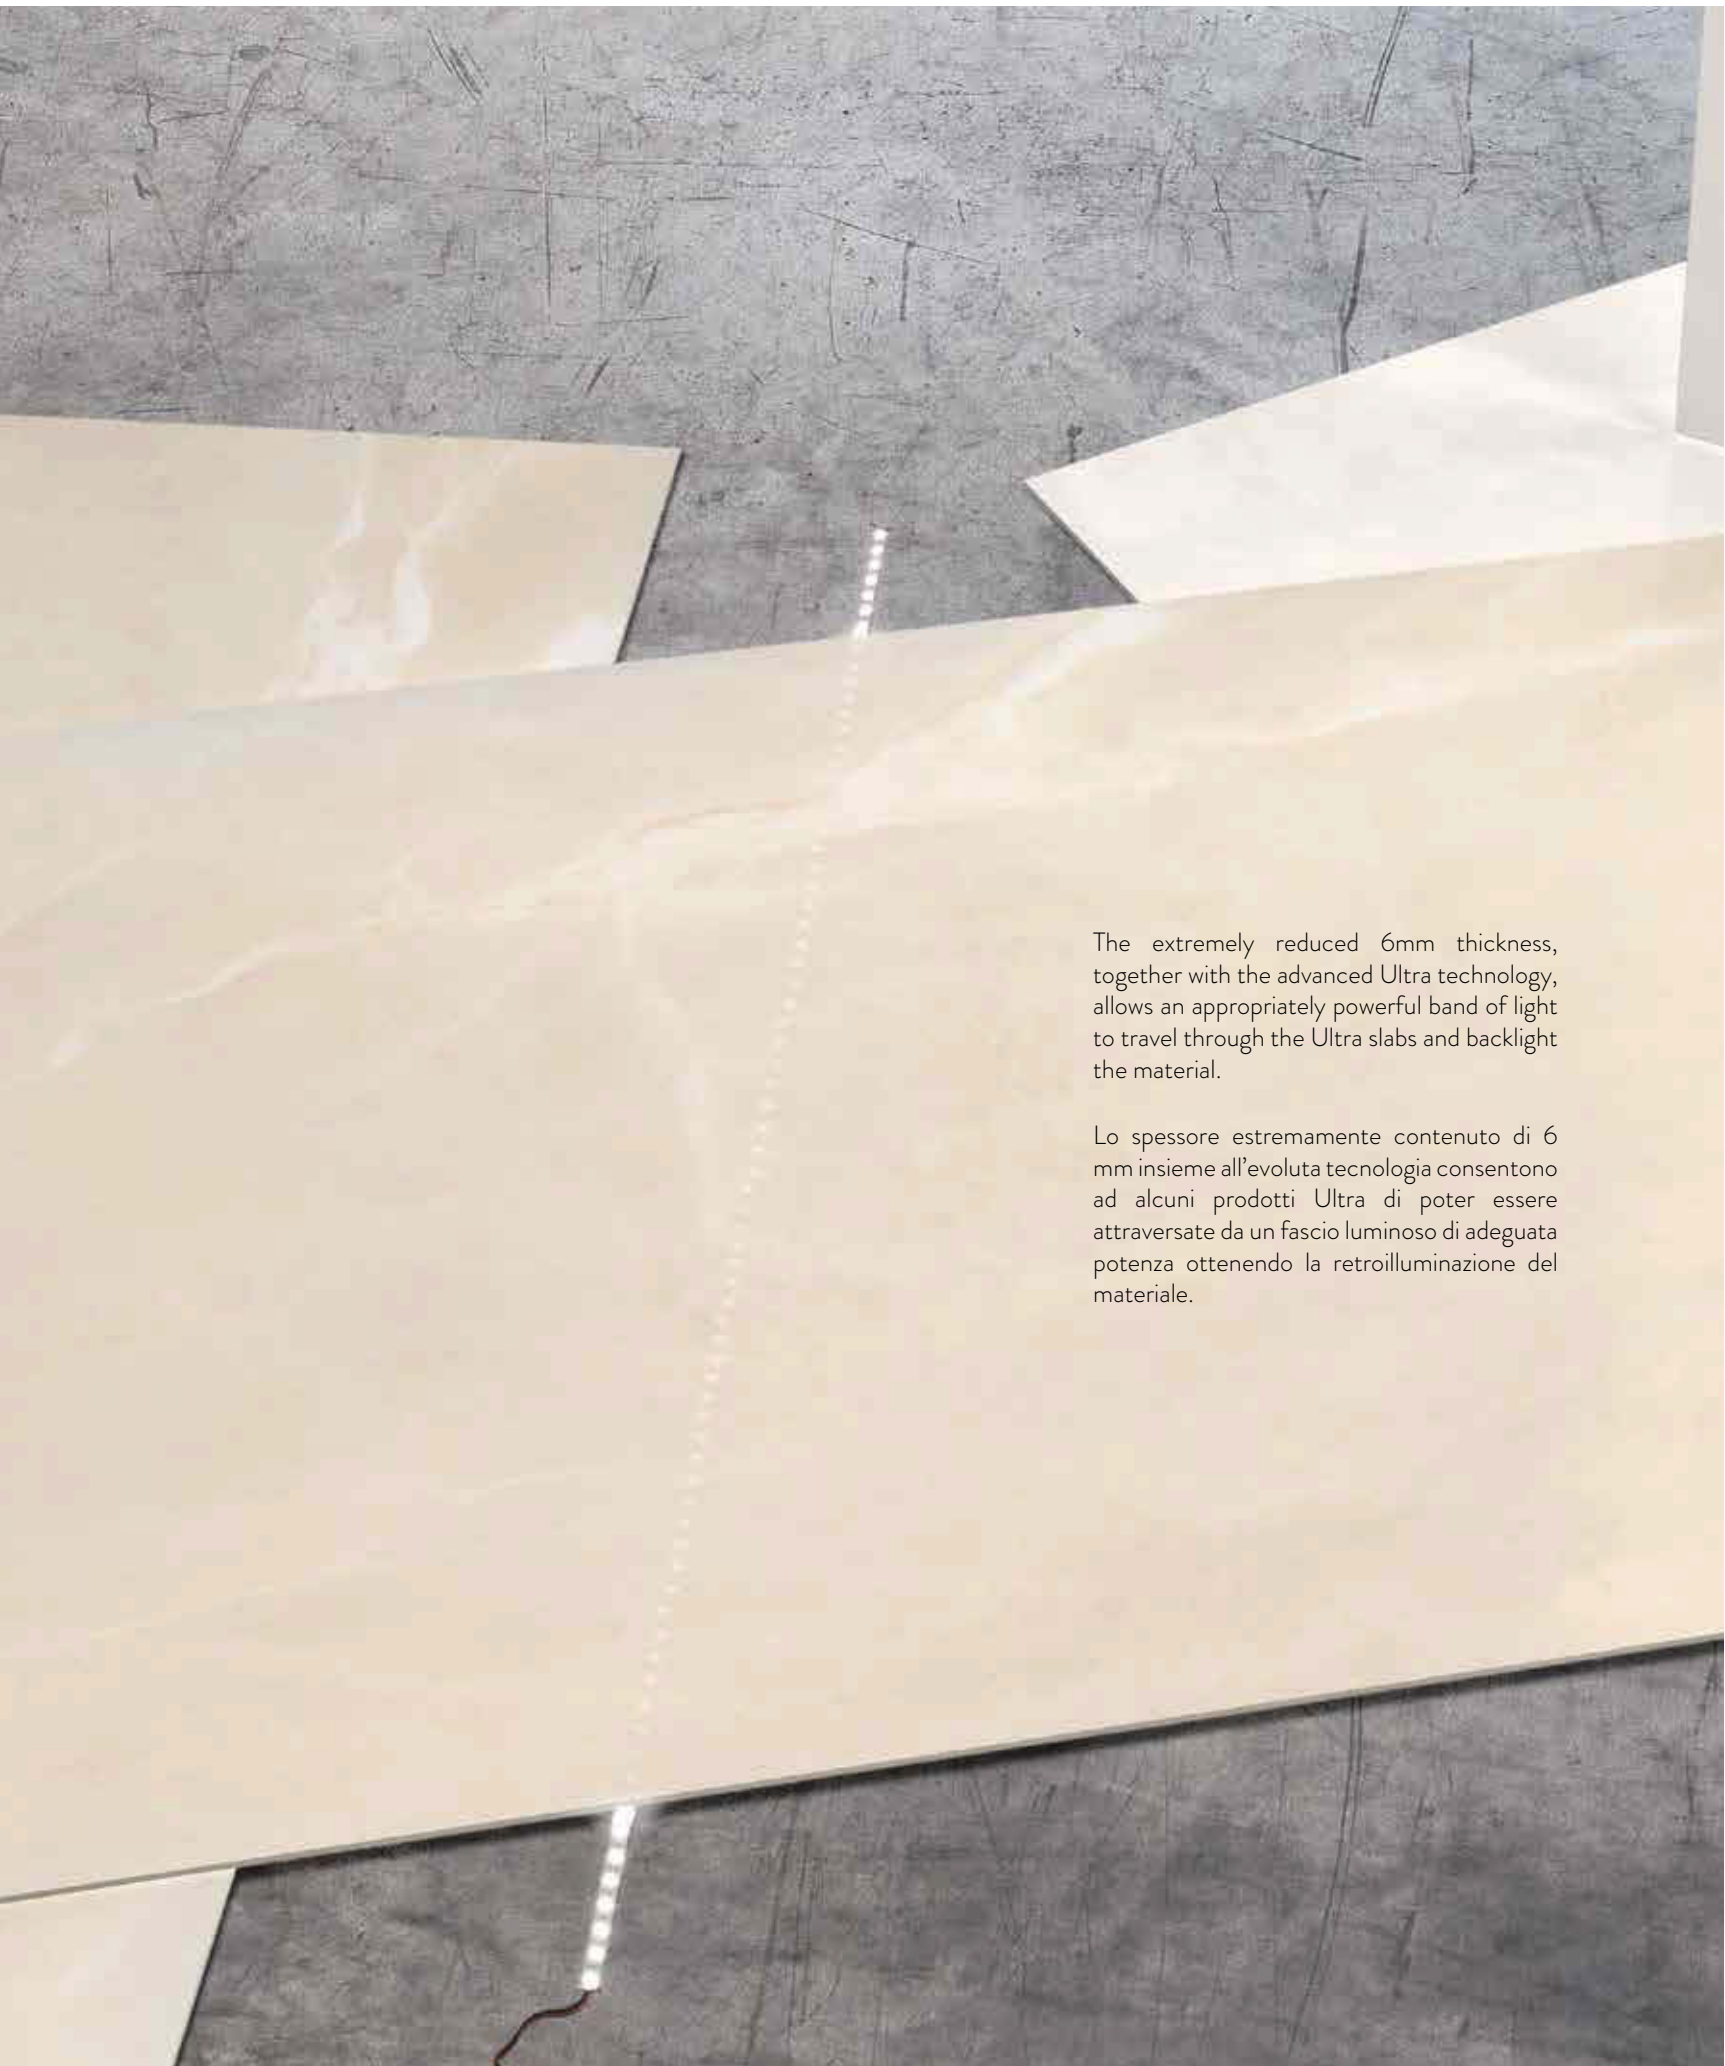 The extremely reduced 6mm thickness,
together with the advanced Ultra technology,
allows an appropriately powerful band of light
to travel through the Ultra slabs and backlight
the material.
Lo spessore estremamente contenuto di 6
mm insieme all'evoluta tecnologia consentono
ad alcuni prodotti Ultra di poter essere
attraversate da un fascio luminoso di adeguata
potenza ottenendo la retroilluminazione del
materiale.